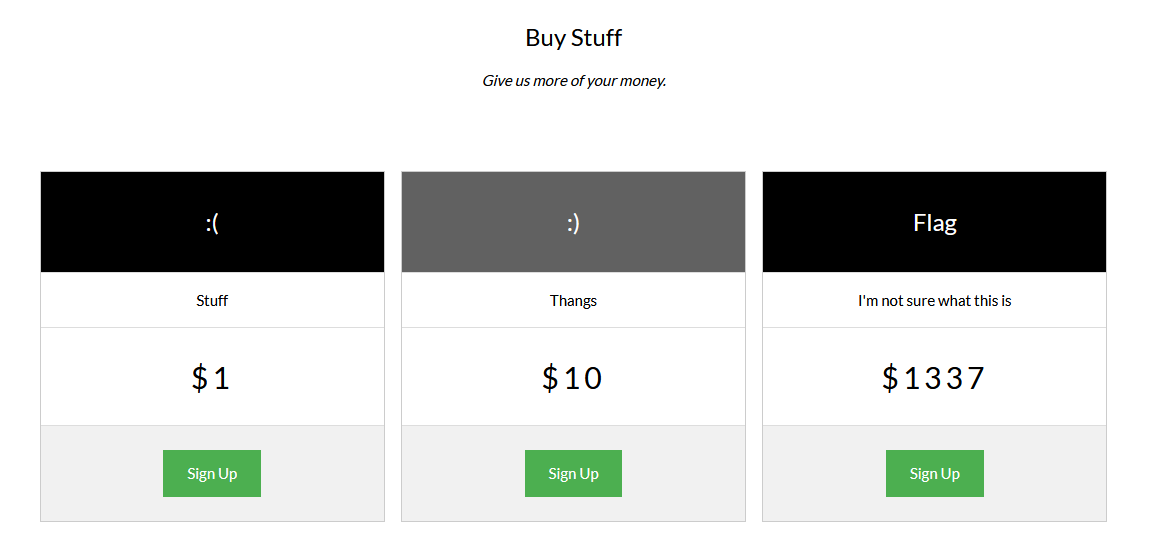 Buy Stuff
Give us more of your money.
:(
Stuff
$1
Sign Up
:)
Thangs
$10
Sign Up
Flag
I'm not sure what this is
$1337
Sign Up